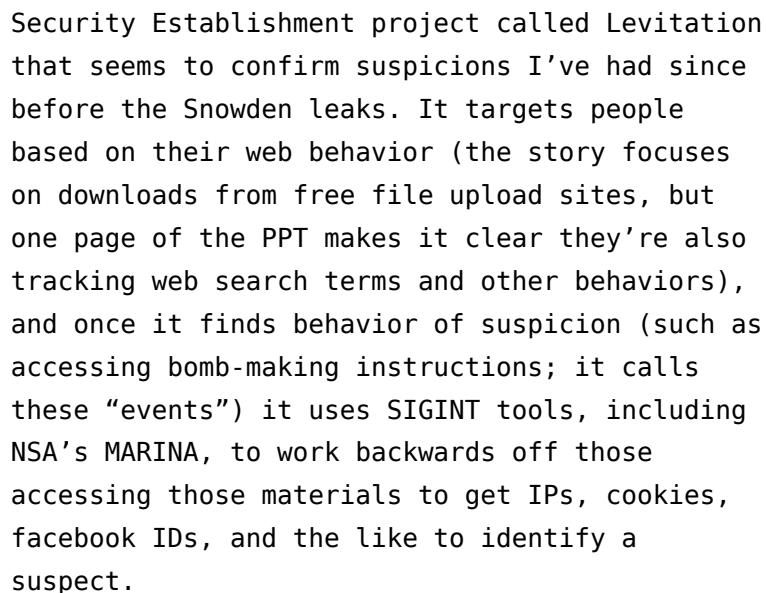 Security Establishment project called Levitation
that seems to confirm suspicions I’ve had since
before the Snowden leaks. It targets people
based on their web behavior (the story focuses
on downloads from free file upload sites, but
one page of the PPT makes it clear they’re also
tracking web search terms and other behaviors),
and once it finds behavior of suspicion (such as
accessing bomb-making instructions; it calls
these “events”) it uses SIGINT tools, including
NSA’s MARINA, to work backwards off those
accessing those materials to get IPs, cookies,
facebook IDs, and the like to identify a
suspect.